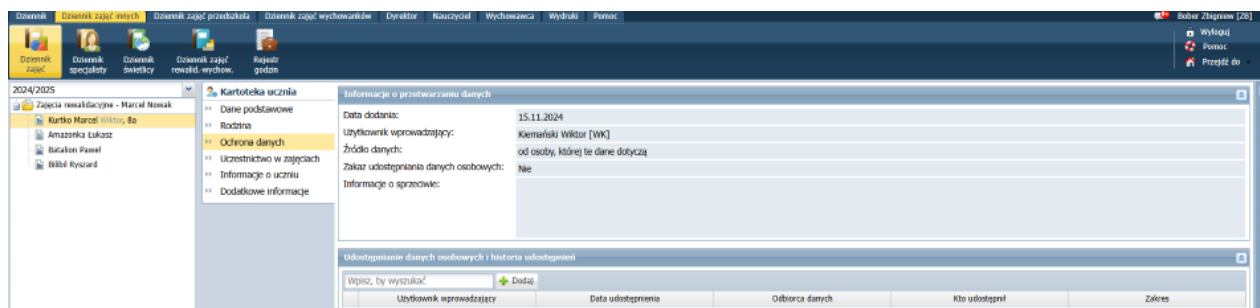 Dziennik Dziennik zajęć innych Dziennik zajęć przedszkola Dziennik zajęć wychowanków Dyrektor Nauczyciel Wychowawca Wydruki Pomoc Bober Zbigniew [ZB]
Dziennik zajęć Dziennik specjalisty Dziennik świetlicy Dziennik zajęć rewalid.-wychow. Rejestr godzin
Wyloguj
Pomoc
Przejdź do
2024/2025
Zajęcia rewalidacyjne - Marcel Nowak
Kurtko Marcel Wiktor, 8a
Amazonka Łukasz
Batalion Paweł
Bilbil Ryszard
Kartoteka ucznia
Dane podstawowe
Rodzina
Ochrona danych
Uczestnictwo w zajęciach
Informacje o uczniu
Dodatkowe informacje
Informacje o przetwarzaniu danych
Data dodania: 15.11.2024
Użytkownik wprowadzający: Kiemański Wiktor [WK]
Źródło danych: od osoby, której te dane dotyczą
Zakaz udostępniania danych osobowych: Nie
Informacje o sprzeciwie:
Udostępnianie danych osobowych i historia udostępnień
Wpisz, by wyszukać Dodaj
Użytkownik wprowadzający Data udostępnienia Odbiorca danych Kto udostępnił Zakres